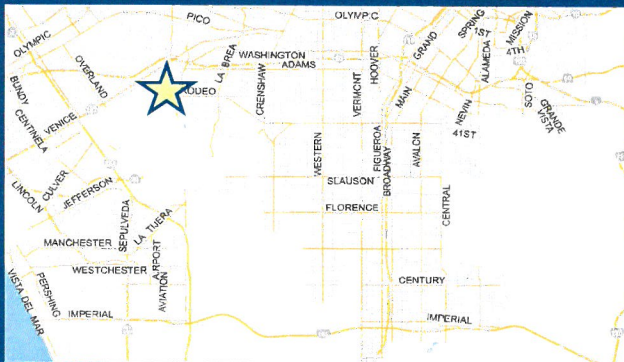 PICO
OLYMPIC
SPRING
1ST
MISSION
OLYMPIC
GRAND
4TH
WASHINGTON
ADAMS
LA BREA
HOOVER
ALAMEDA
OVERLAND
BUNDY
CENTINELA
VENICE
CRENSHAW
VERMONT
MAIN
NEVIN
41ST
SOTO
GRANDE
VISTA
WESTERN
FIGUEROA
BROADWAY
AVALON
LINCOLN
CULVER
JEFFERSON
SLAUSON
FLORENCE
CENTRAL
SEPULVEDA
LA TIJERA
MANCHESTER
WESTCHESTER
AIRPORT
AVIATION
CENTURY
VISTA DEL MAR
PERSHING
IMPERIAL
IMPERIAL